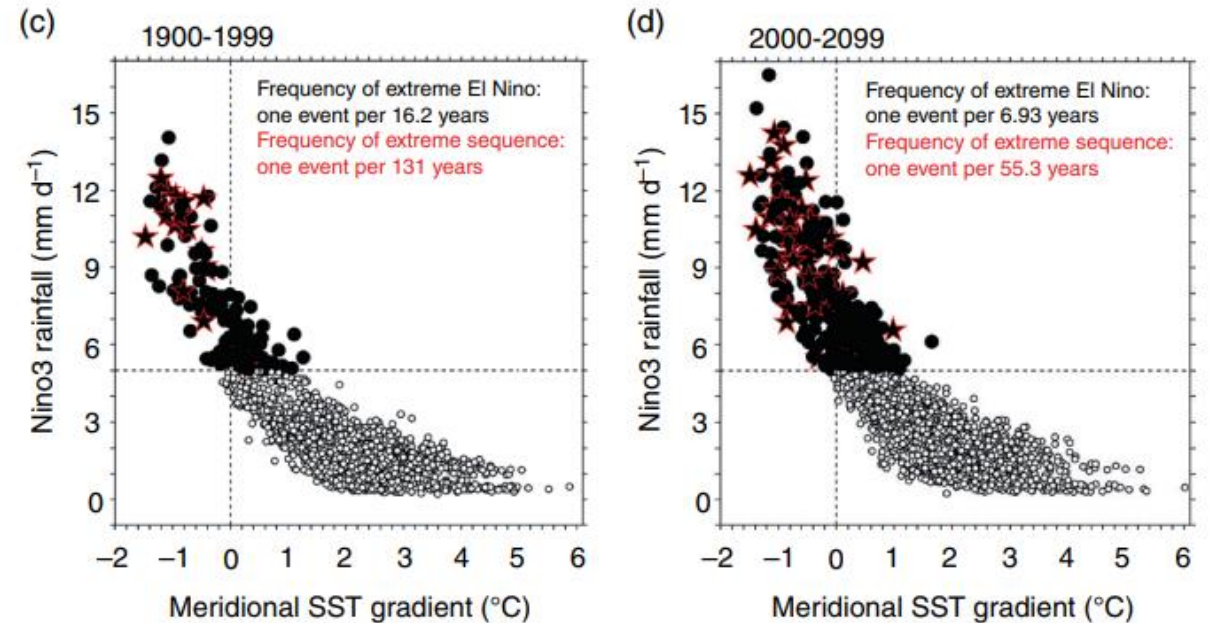 (c)
1900-1999
Frequency of extreme El Nino:
one event per 16.2 years
Frequency of extreme sequence:
one event per 131 years
15
12
9
6
3
0
Nino3 rainfall (mm d⁻¹)
−2 −1 0 1 2 3 4 5 6
Meridional SST gradient (°C)
(d)
2000-2099
Frequency of extreme El Nino:
one event per 6.93 years
Frequency of extreme sequence:
one event per 55.3 years
15
12
9
6
3
0
Nino3 rainfall (mm d⁻¹)
−2 −1 0 1 2 3 4 5 6
Meridional SST gradient (°C)